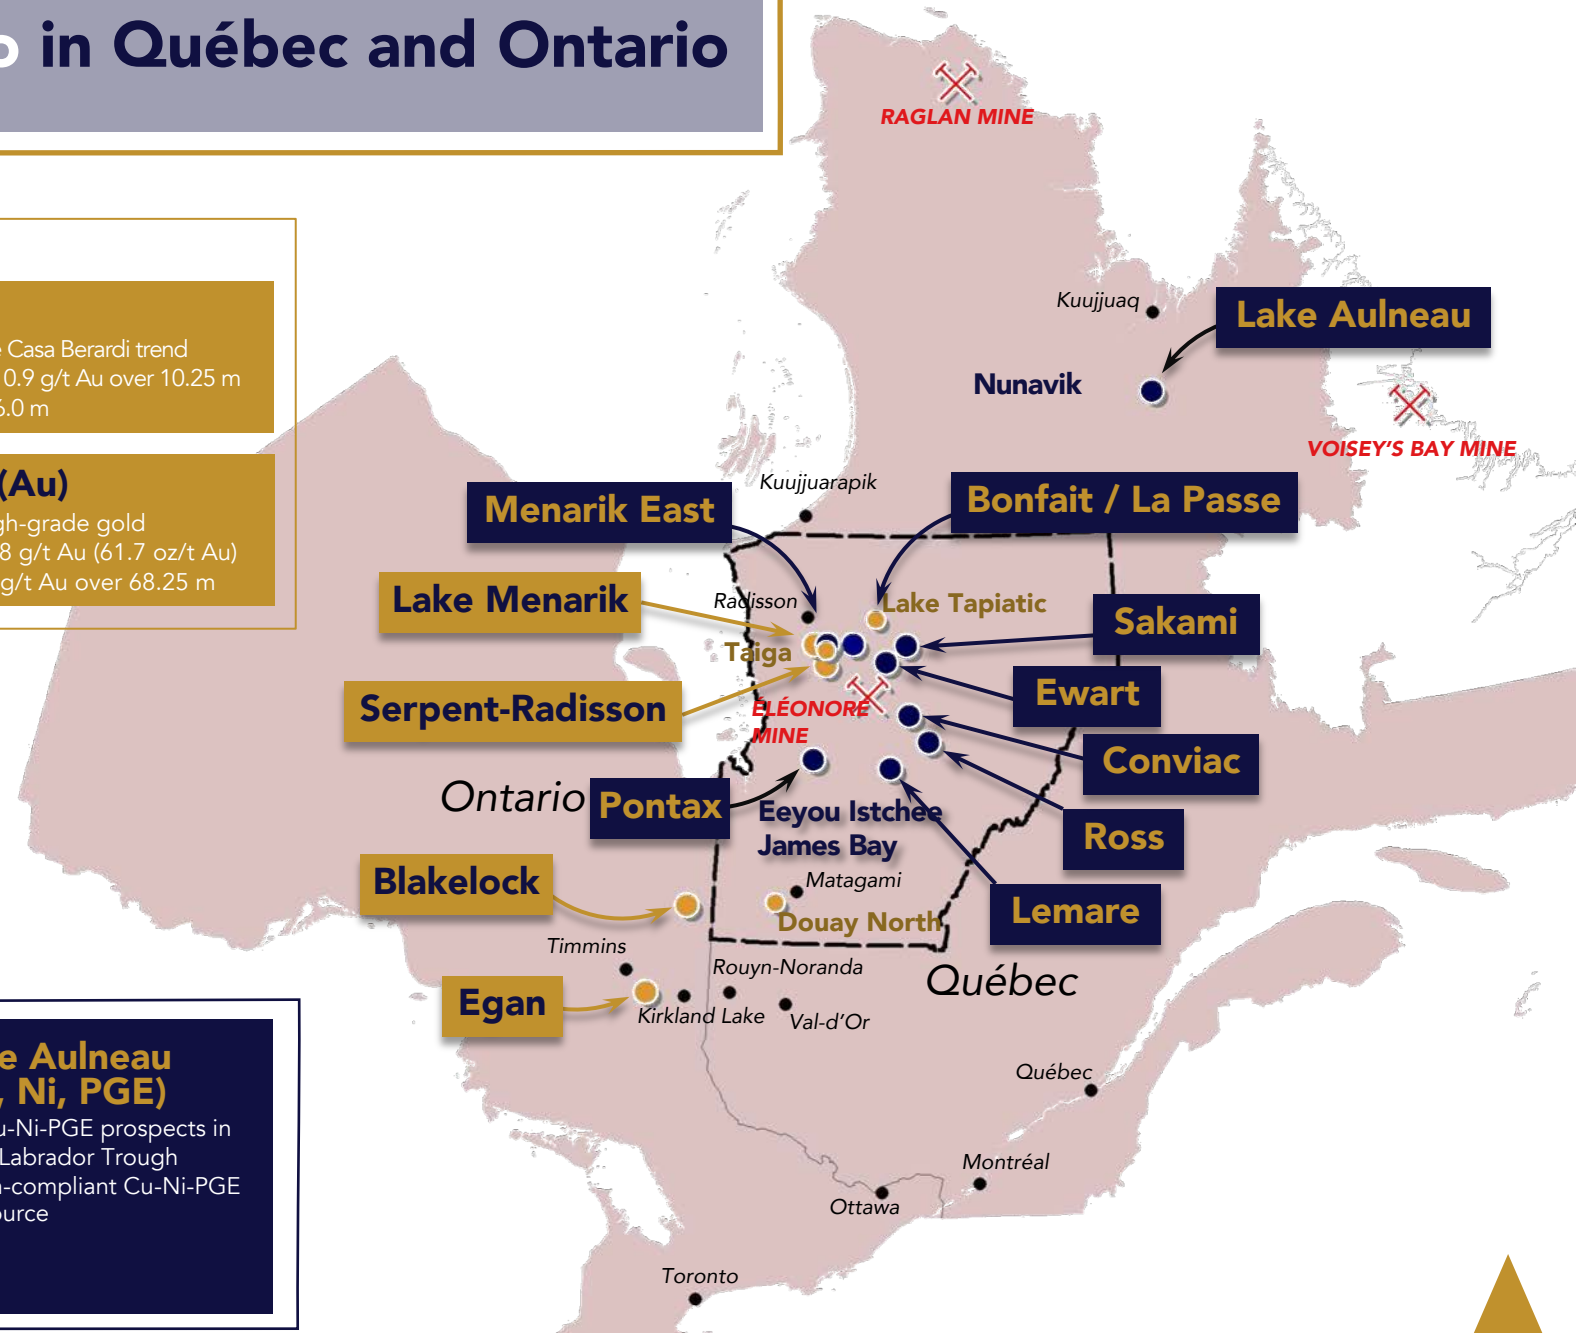 in Québec and Ontario
RAGLAN MINE
Casa Berardi trend
0.9 g/t Au over 10.25 m
6.0 m
(Au)
gh-grade gold
8 g/t Au (61.7 oz/t Au)
g/t Au over 68.25 m
Kuujjuaq
Lake Aulneau
Nunavik
VOISEY'S BAY MINE
Kuujjuarapik
Menarik East
Bonfait / La Passe
Lake Menarik
Radisson
Lake Tapiatic
Sakami
Taiga
Ewart
Serpent-Radisson
ÉLÉONORE
MINE
Conviac
Ontario
Pontax
Eeyou Istchee
James Bay
Ross
Blakelock
Matagami
Lemare
Douay North
Timmins
Rouyn-Noranda
Québec
Egan
Kirkland Lake
Val-d'Or
e Aulneau
, Ni, PGE)
u-Ni-PGE prospects in
Labrador Trough
-compliant Cu-Ni-PGE
ource
Québec
Montréal
Ottawa
Toronto